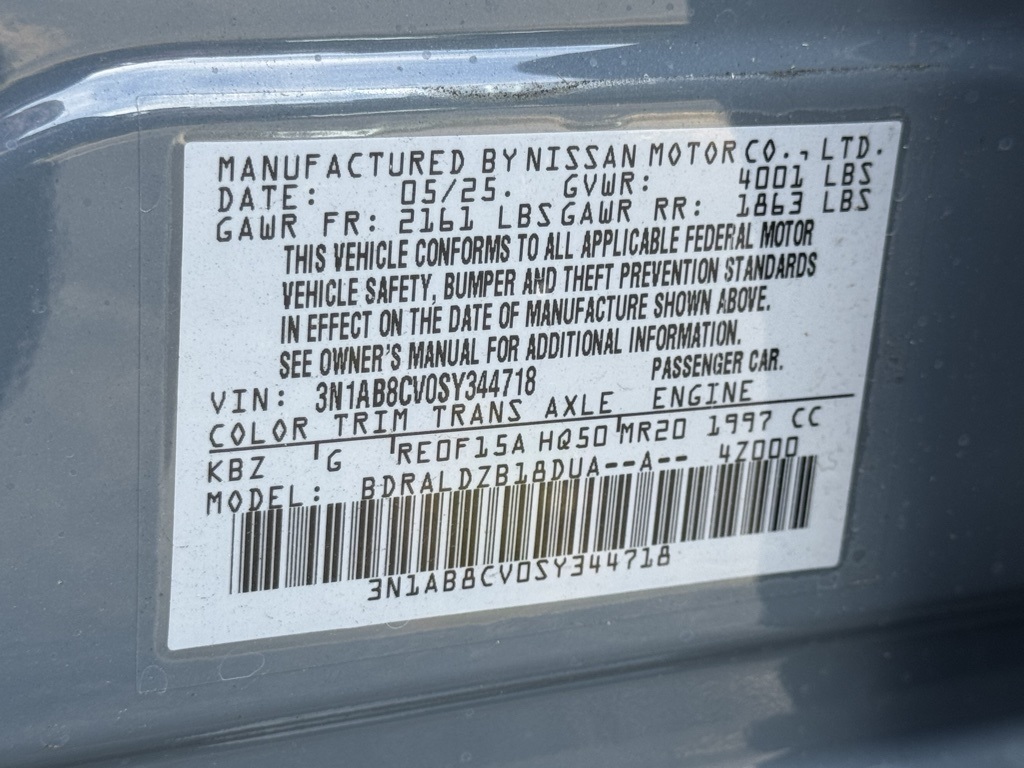 MANUFACTURED BY NISSAN MOTOR CO., LTD.
DATE: 05/25. GVWR: 4001 LBS
GAWR FR: 2161 LBS GAWR RR: 1863 LBS
THIS VEHICLE CONFORMS TO ALL APPLICABLE FEDERAL MOTOR
VEHICLE SAFETY, BUMPER AND THEFT PREVENTION STANDARDS
IN EFFECT ON THE DATE OF MANUFACTURE SHOWN ABOVE.
SEE OWNER'S MANUAL FOR ADDITIONAL INFORMATION.
VIN: 3N1AB8CV0SY344718 PASSENGER CAR.
COLOR TRIM TRANS AXLE ENGINE
KBZ G RE0F15A HQ50 MR20 1997 CC
MODEL: BDRALDZB18DUA--A-- 4Z000
3N1AB8CV0SY344718